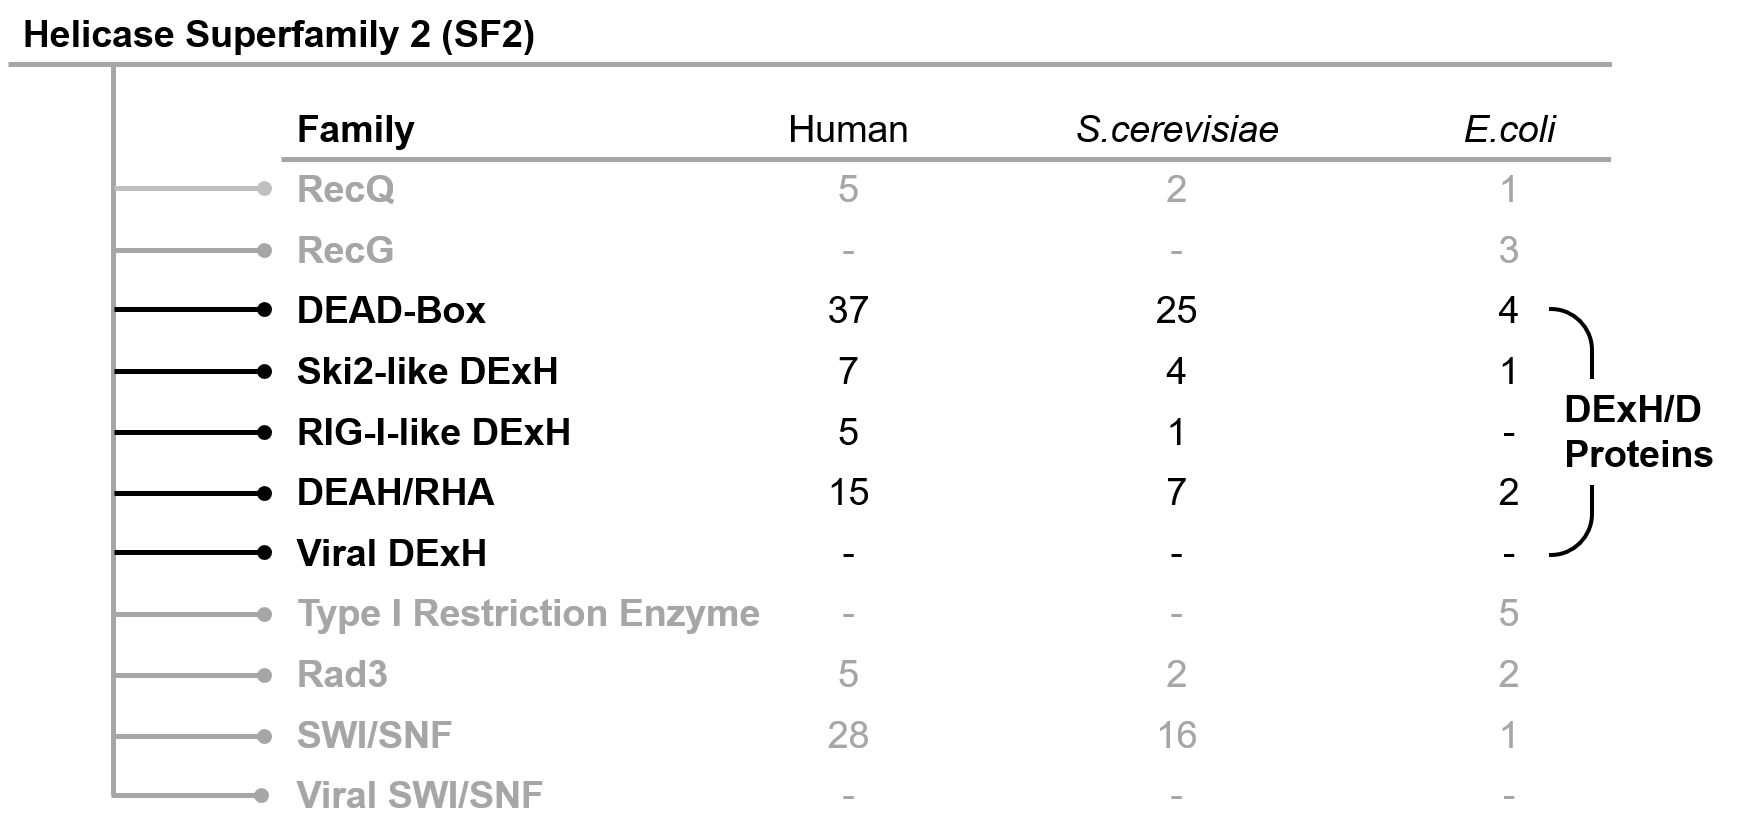 Helicase Superfamily 2 (SF2)
Family Human S.cerevisiae E.coli
RecQ 5 2 1
RecG - - 3
DEAD-Box 37 25 4
Ski2-like DExH 7 4 1
RIG-I-like DExH 5 1 -
DEAH/RHA 15 7 2
Viral DExH - - -
DExH/D
Proteins
Type I Restriction Enzyme - - 5
Rad3 5 2 2
SWI/SNF 28 16 1
Viral SWI/SNF - - -